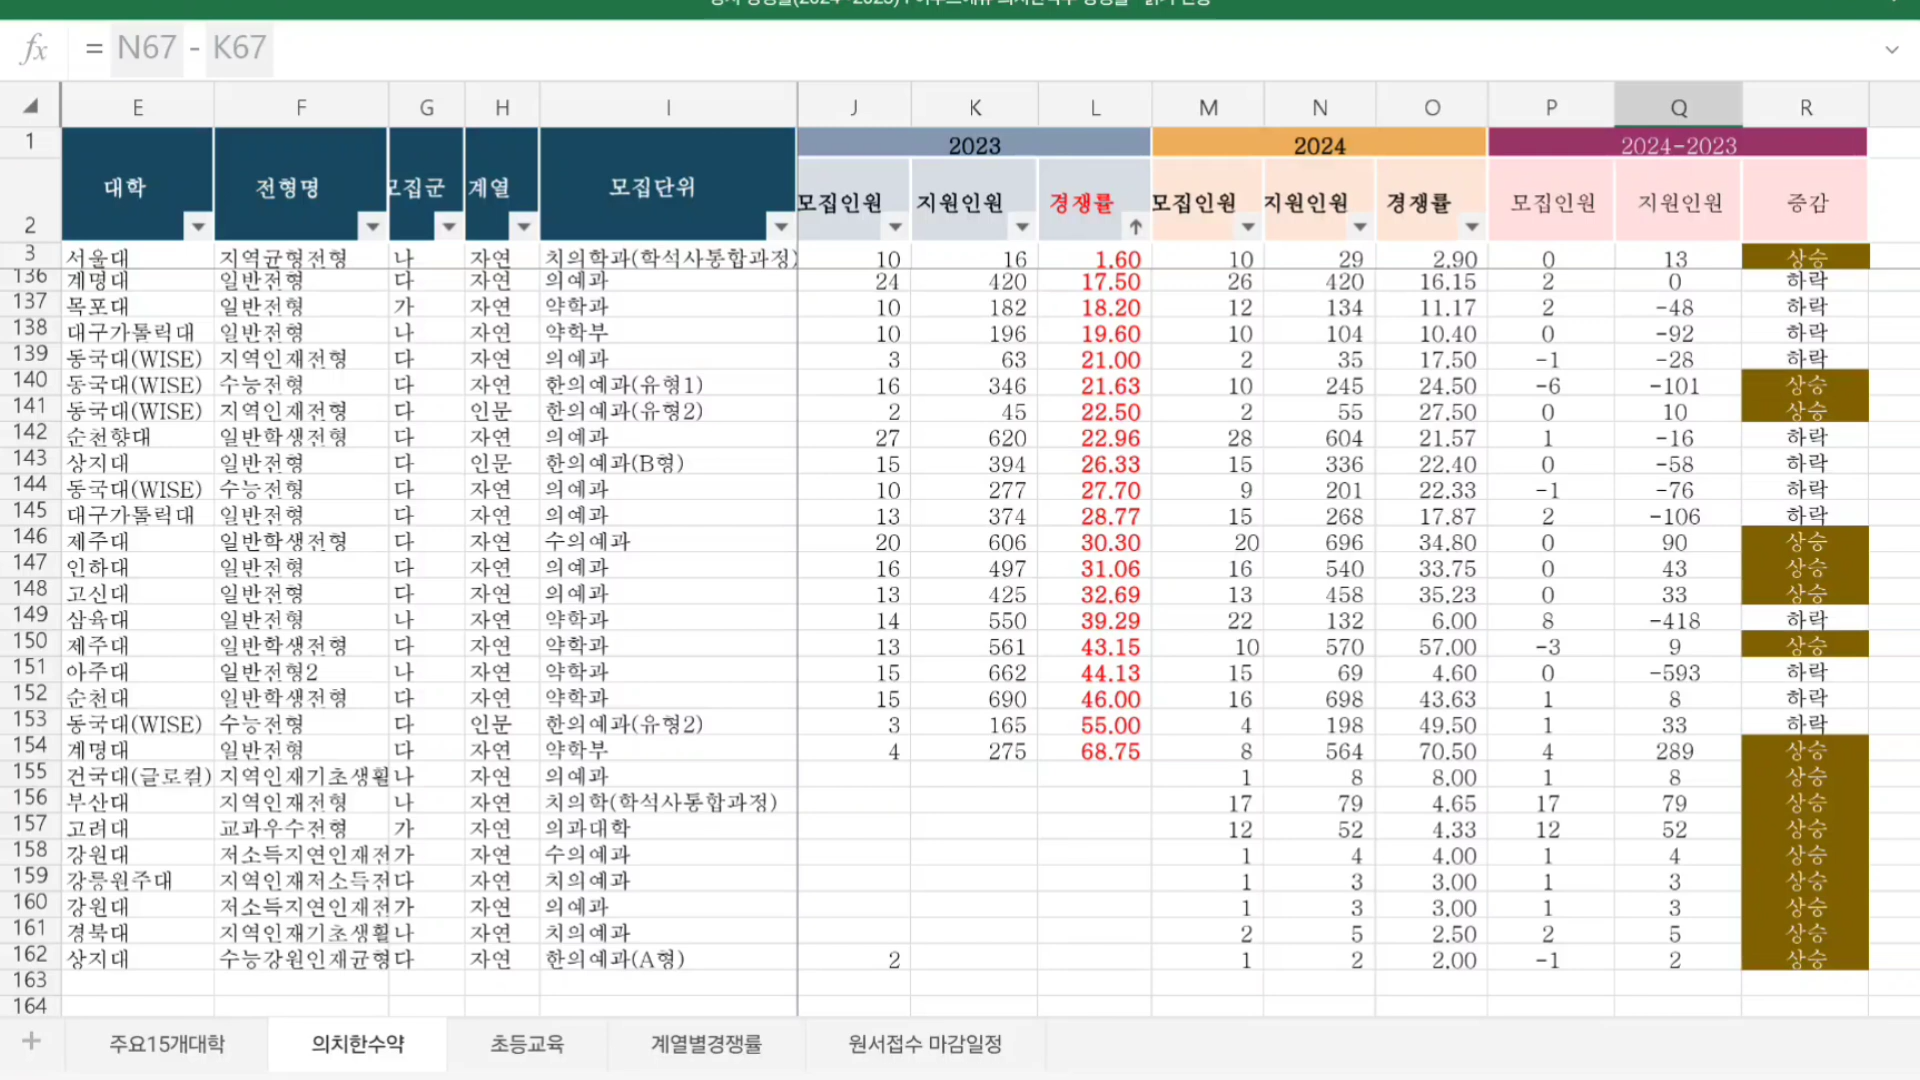 fx = N67 - K67
E F G H I J K L M N O P Q R
1 2023 2024 2024-2023
2 대학 전형명 모집군 계열 모집단위 모집인원 지원인원 경쟁률 모집인원 지원인원 경쟁률 모집인원 지원인원 증감
3 서울대 지역균형전형 나 자연 치의학과(학석사통합과정) 10 16 1.60 10 29 2.90 0 13 상승
136 계명대 일반전형 다 자연 의예과 24 420 17.50 26 420 16.15 2 0 하락
137 목포대 일반전형 가 자연 약학과 10 182 18.20 12 134 11.17 2 -48 하락
138 대구가톨릭대 일반전형 나 자연 약학부 10 196 19.60 10 104 10.40 0 -92 하락
139 동국대(WISE) 지역인재전형 다 자연 의예과 3 63 21.00 2 35 17.50 -1 -28 하락
140 동국대(WISE) 수능전형 다 자연 한의예과(유형1) 16 346 21.63 10 245 24.50 -6 -101 상승
141 동국대(WISE) 지역인재전형 다 인문 한의예과(유형2) 2 45 22.50 2 55 27.50 0 10 상승
142 순천향대 일반학생전형 다 자연 의예과 27 620 22.96 28 604 21.57 1 -16 하락
143 상지대 일반전형 다 인문 한의예과(B형) 15 394 26.33 15 336 22.40 0 -58 하락
144 동국대(WISE) 수능전형 다 자연 의예과 10 277 27.70 9 201 22.33 -1 -76 하락
145 대구가톨릭대 일반전형 다 자연 의예과 13 374 28.77 15 268 17.87 2 -106 하락
146 제주대 일반학생전형 다 자연 수의예과 20 606 30.30 20 696 34.80 0 90 상승
147 인하대 일반전형 다 자연 의예과 16 497 31.06 16 540 33.75 0 43 상승
148 고신대 일반전형 다 자연 의예과 13 425 32.69 13 458 35.23 0 33 상승
149 삼육대 일반전형 나 자연 약학과 14 550 39.29 22 132 6.00 8 -418 하락
150 제주대 일반학생전형 다 자연 약학과 13 561 43.15 10 570 57.00 -3 9 상승
151 아주대 일반전형2 나 자연 약학과 15 662 44.13 15 69 4.60 0 -593 하락
152 순천대 일반학생전형 다 자연 약학과 15 690 46.00 16 698 43.63 1 8 하락
153 동국대(WISE) 수능전형 다 인문 한의예과(유형2) 3 165 55.00 4 198 49.50 1 33 하락
154 계명대 일반전형 다 자연 약학부 4 275 68.75 8 564 70.50 4 289 상승
155 건국대(글로컬) 지역인재기초생활 나 자연 의예과 1 8 8.00 1 8 상승
156 부산대 지역인재전형 나 자연 치의학(학석사통합과정) 17 79 4.65 17 79 상승
157 고려대 교과우수전형 가 자연 의과대학 12 52 4.33 12 52 상승
158 강원대 저소득지연인재전 가 자연 수의예과 1 4 4.00 1 4 상승
159 강릉원주대 지역인재저소득전 다 자연 치의예과 1 3 3.00 1 3 상승
160 강원대 저소득지연인재전 가 자연 의예과 1 3 3.00 1 3 상승
161 경북대 지역인재기초생활 나 자연 치의예과 2 5 2.50 2 5 상승
162 상지대 수능강원인재균형 다 자연 한의예과(A형) 2 1 2 2.00 -1 2 상승
163
164
주요15개대학 의치한수약 초등교육 계열별경쟁률 원서접수 마감일정